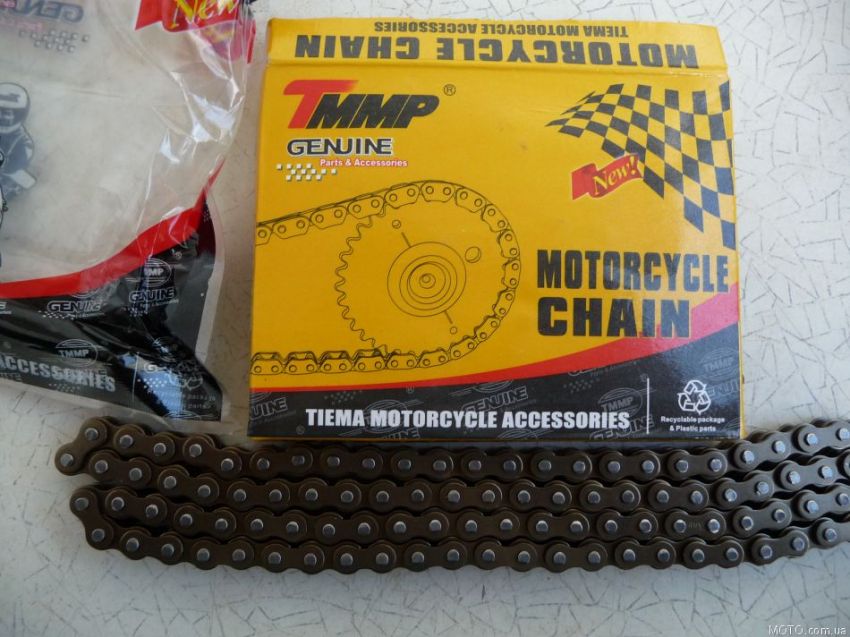 New!
TIEMA MOTORCYCLE ACCESSORIES
MOTORCYCLE CHAIN
TMMP®
GENUINE
Parts & Accessories
New!
MOTORCYCLE
CHAIN
TMMP
GENUINE
TMMP
GENUINE
TMMP
GENUINE
ACCESSORIES
TIEMA MOTORCYCLE ACCESSORIES
Recyclable package
& Plastic parts
MOTO.com.ua